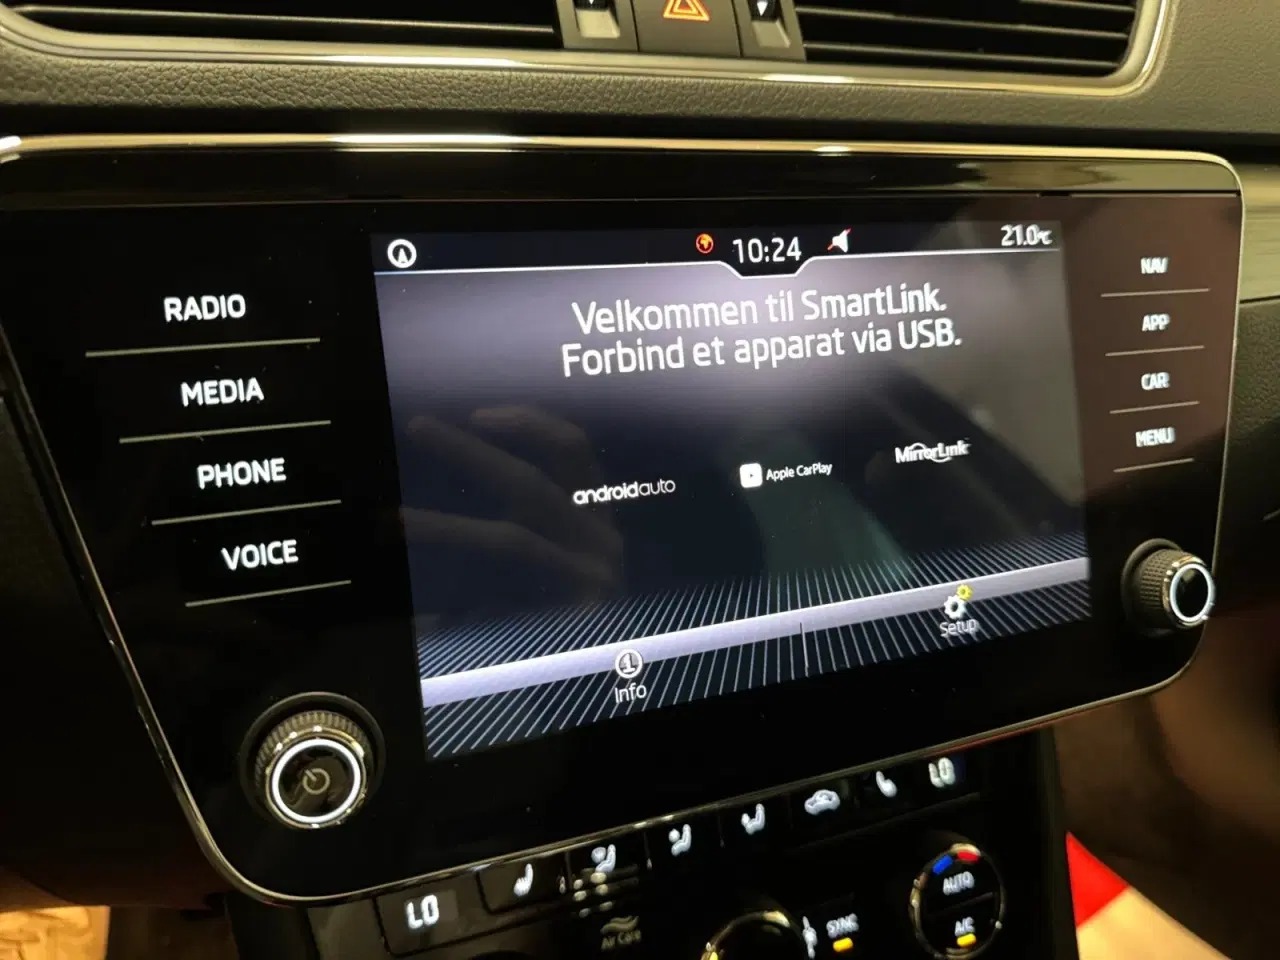 10:24
21.0°C
RADIO
MEDIA
PHONE
VOICE
Velkommen til SmartLink.
Forbind et apparat via USB.
androidauto
Apple CarPlay
MirrorLink
Info
Setup
NAV
APP
CAR
MENU
LO
LO
Air Care
SYNC
AUTO
A/C